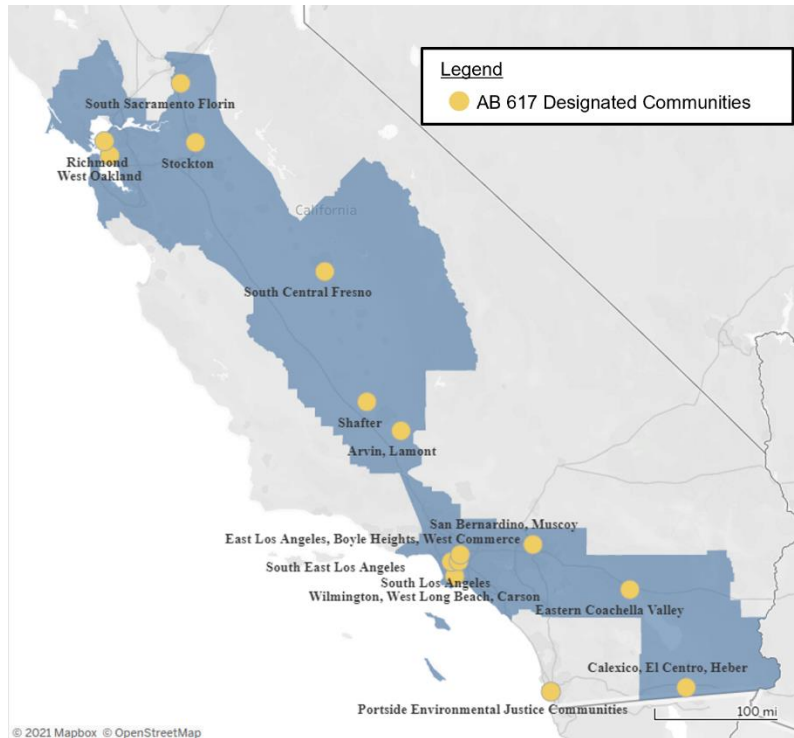 Legend
AB 617 Designated Communities
South Sacramento Florin
Richmond
West Oakland
Stockton
California
South Central Fresno
Shafter
Arvin, Lamont
San Bernardino, Muscoy
East Los Angeles, Boyle Heights, West Commerce
South East Los Angeles
South Los Angeles
Wilmington, West Long Beach, Carson
Eastern Coachella Valley
Calexico, El Centro, Heber
Portside Environmental Justice Communities
100 mi
© 2021 Mapbox © OpenStreetMap